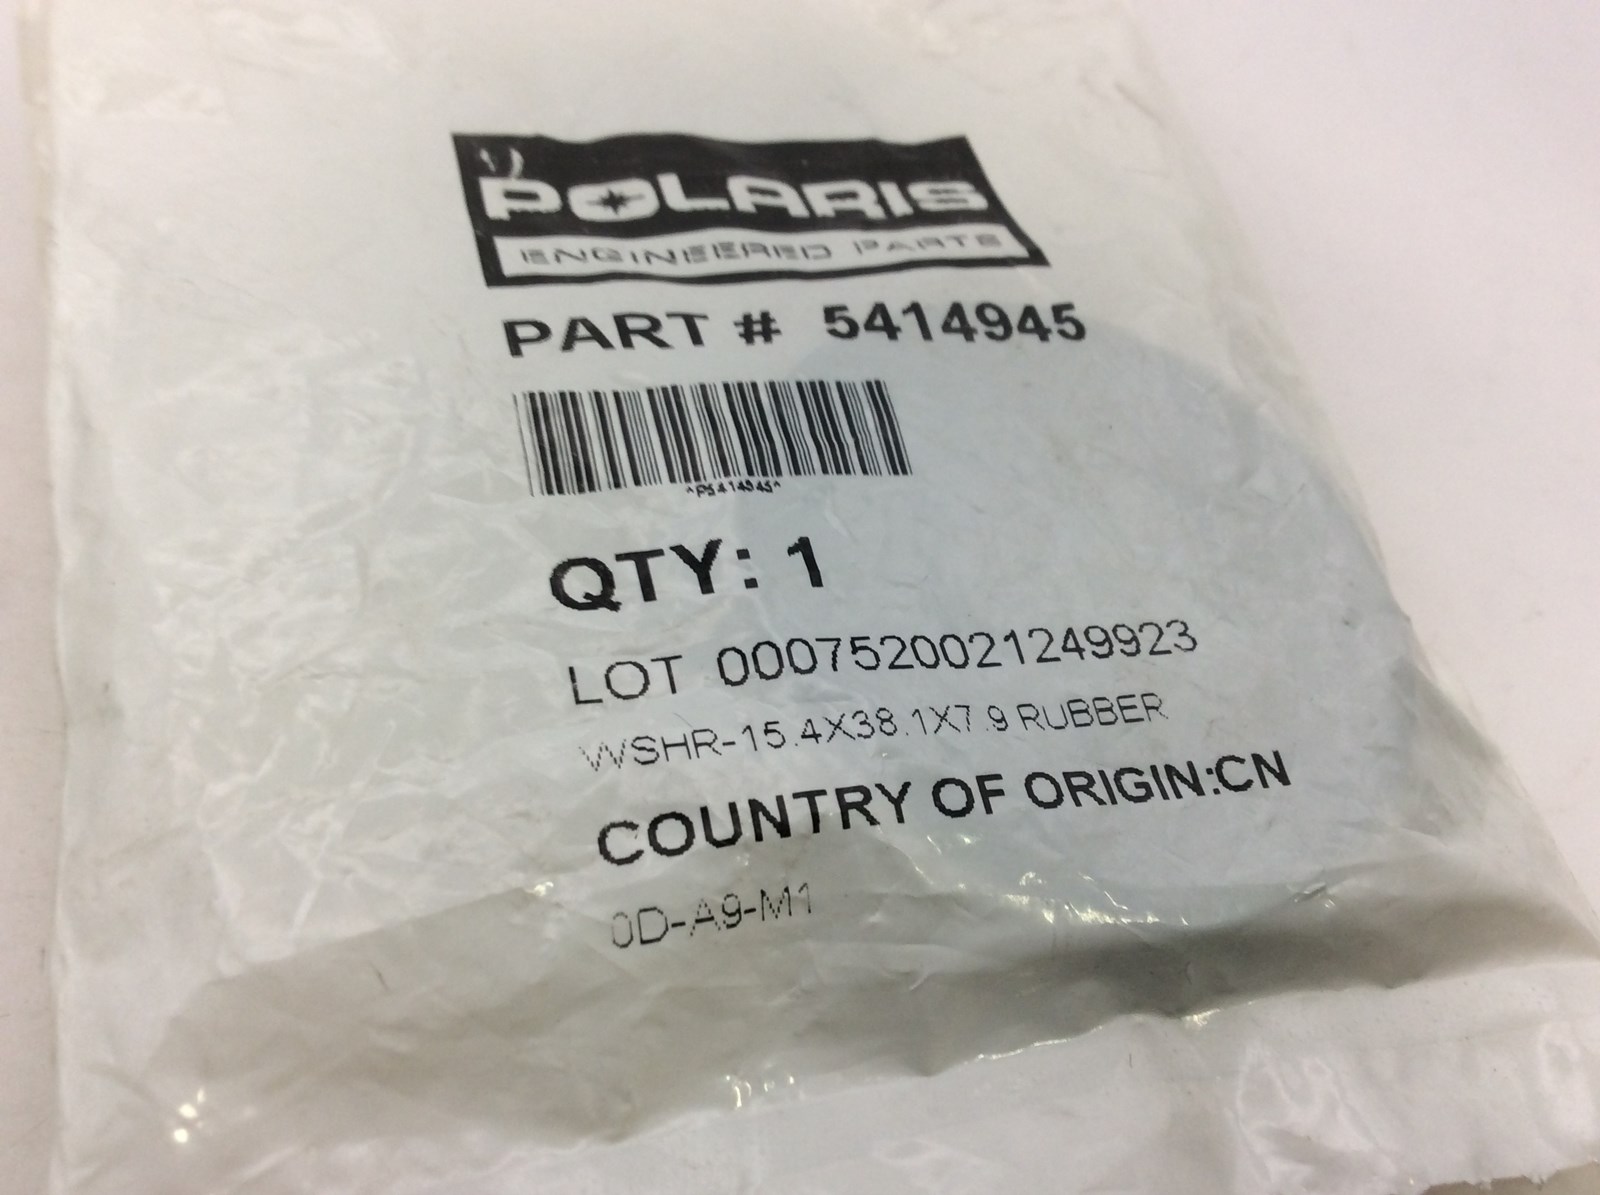 POLARIS
ENGINEERED PARTS
PART # 5414945
^P5414945^
QTY: 1
LOT 0007520021249923
WSHR-15.4X38.1X7.9 RUBBER
COUNTRY OF ORIGIN:CN
0D-A9-M1